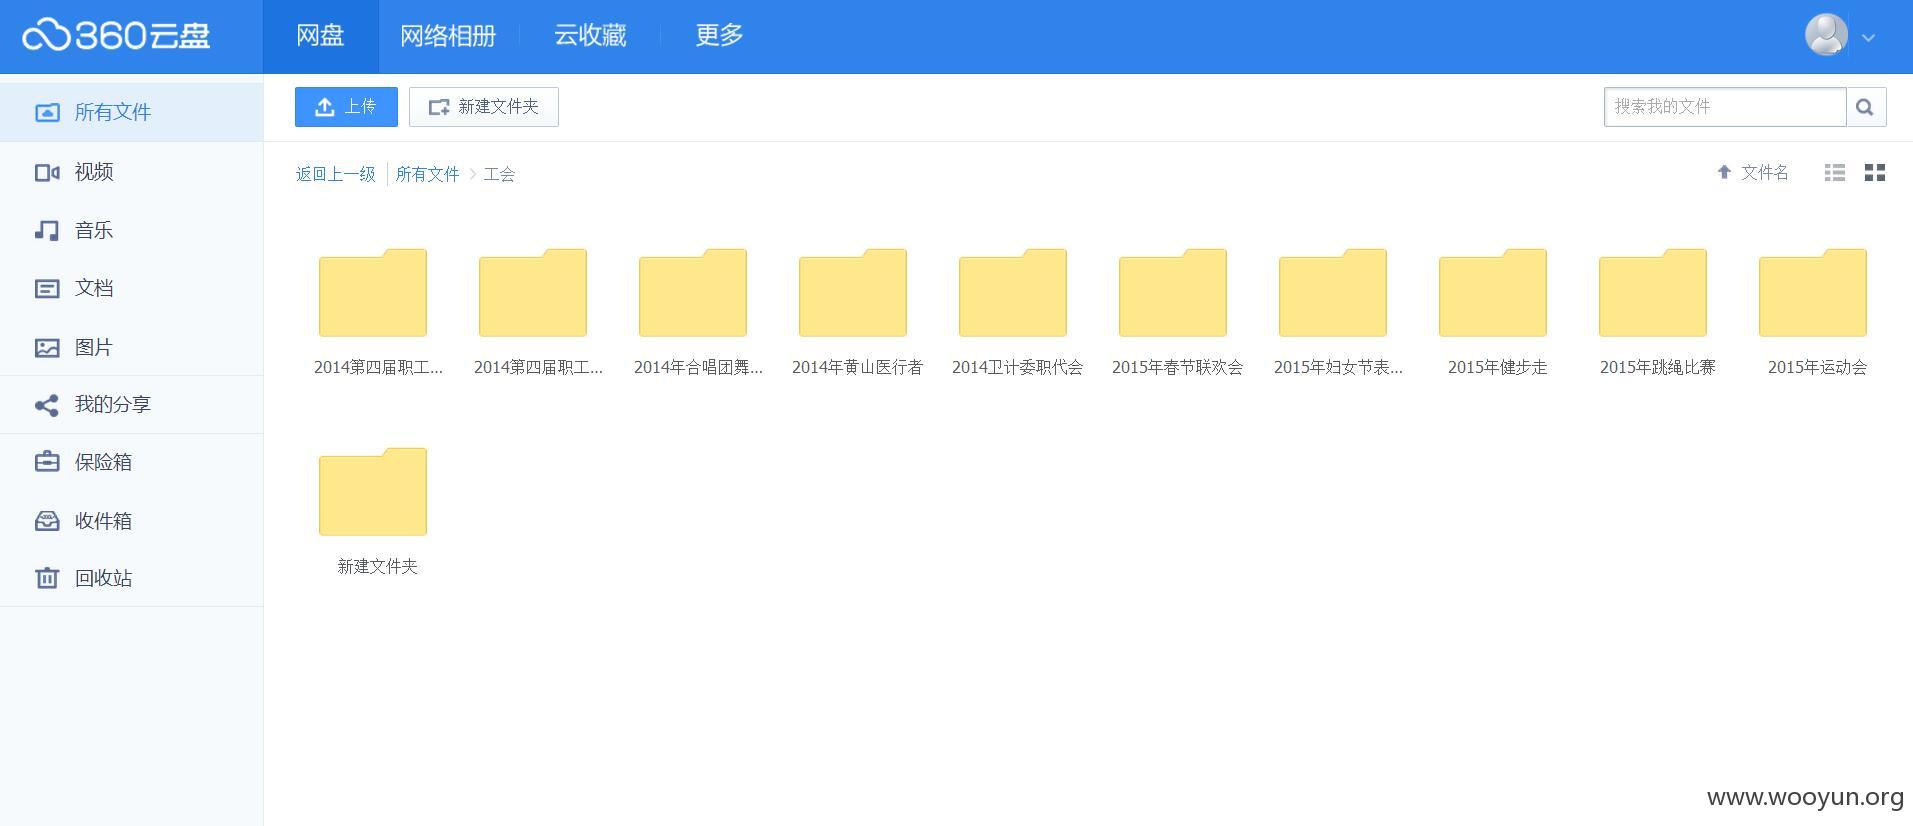 360云盘
网盘
网络相册
云收藏
更多
所有文件
视频
音乐
文档
图片
我的分享
保险箱
收件箱
回收站
上传
新建文件夹
搜索我的文件
返回上一级 所有文件 > 工会
文件名
2014第四届职工...
2014第四届职工...
2014年合唱团舞...
2014年黄山医行者
2014卫计委职代会
2015年春节联欢会
2015年妇女节表...
2015年健步走
2015年跳绳比赛
2015年运动会
新建文件夹
www.wooyun.org